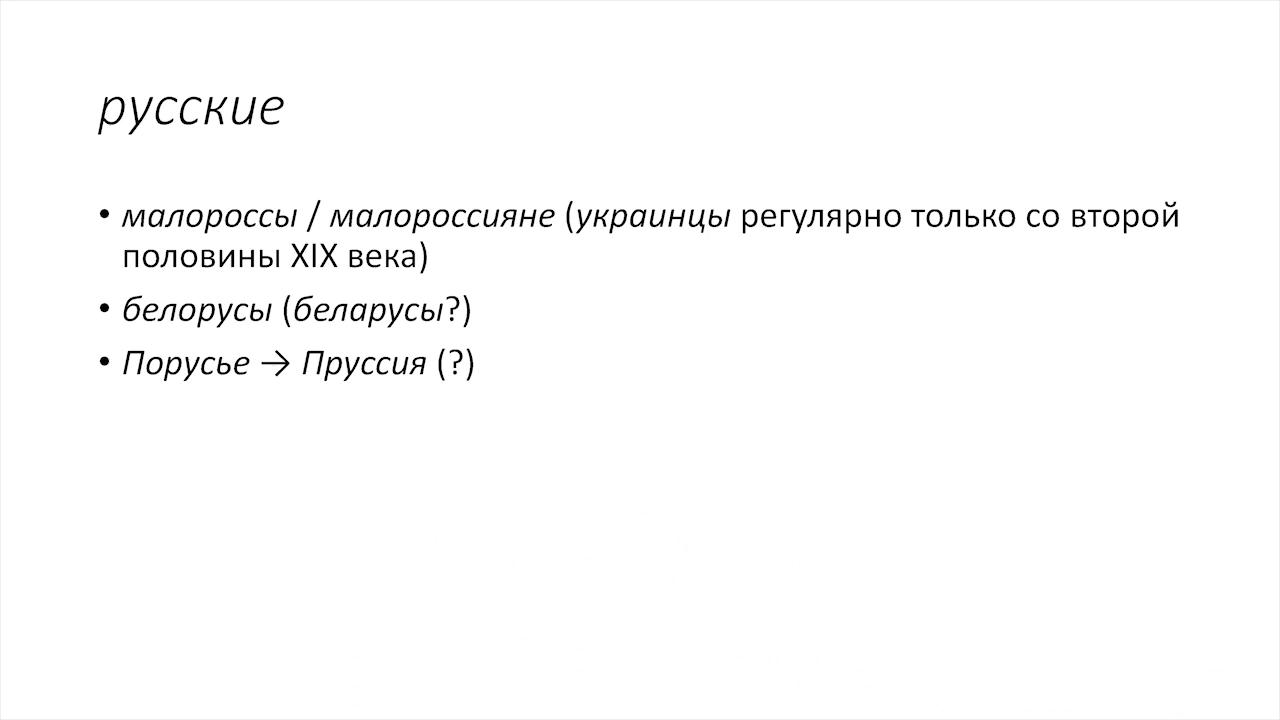 русские
• малороссы / малороссияне (украинцы регулярно только со второй
половины XIX века)
• белорусы (беларусы?)
• Порусье → Пруссия (?)